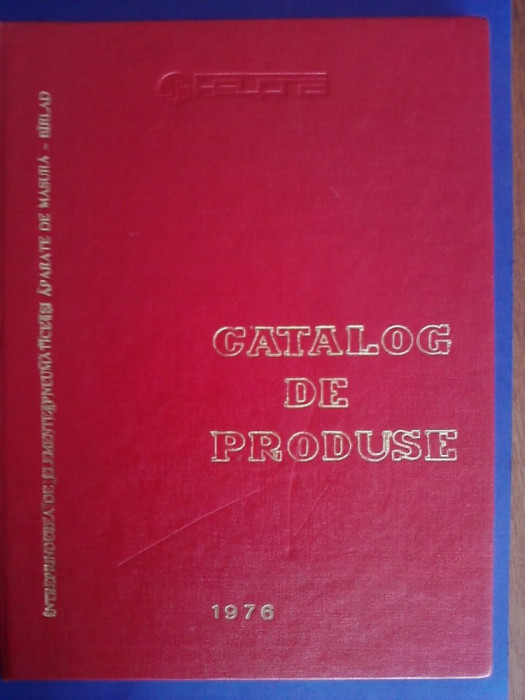 CATALOG
DE
PRODUSE
1976
ÎNTREPRINDEREA DE ELEMENTE PNEUMATICE ȘI APARATE DE MĂSURĂ - BÎRLAD